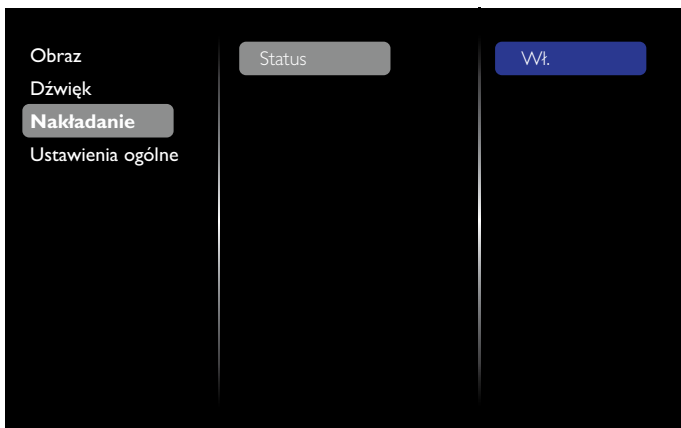 Obraz
Dźwięk
Nakładanie
Ustawienia ogólne
Status
Wł.